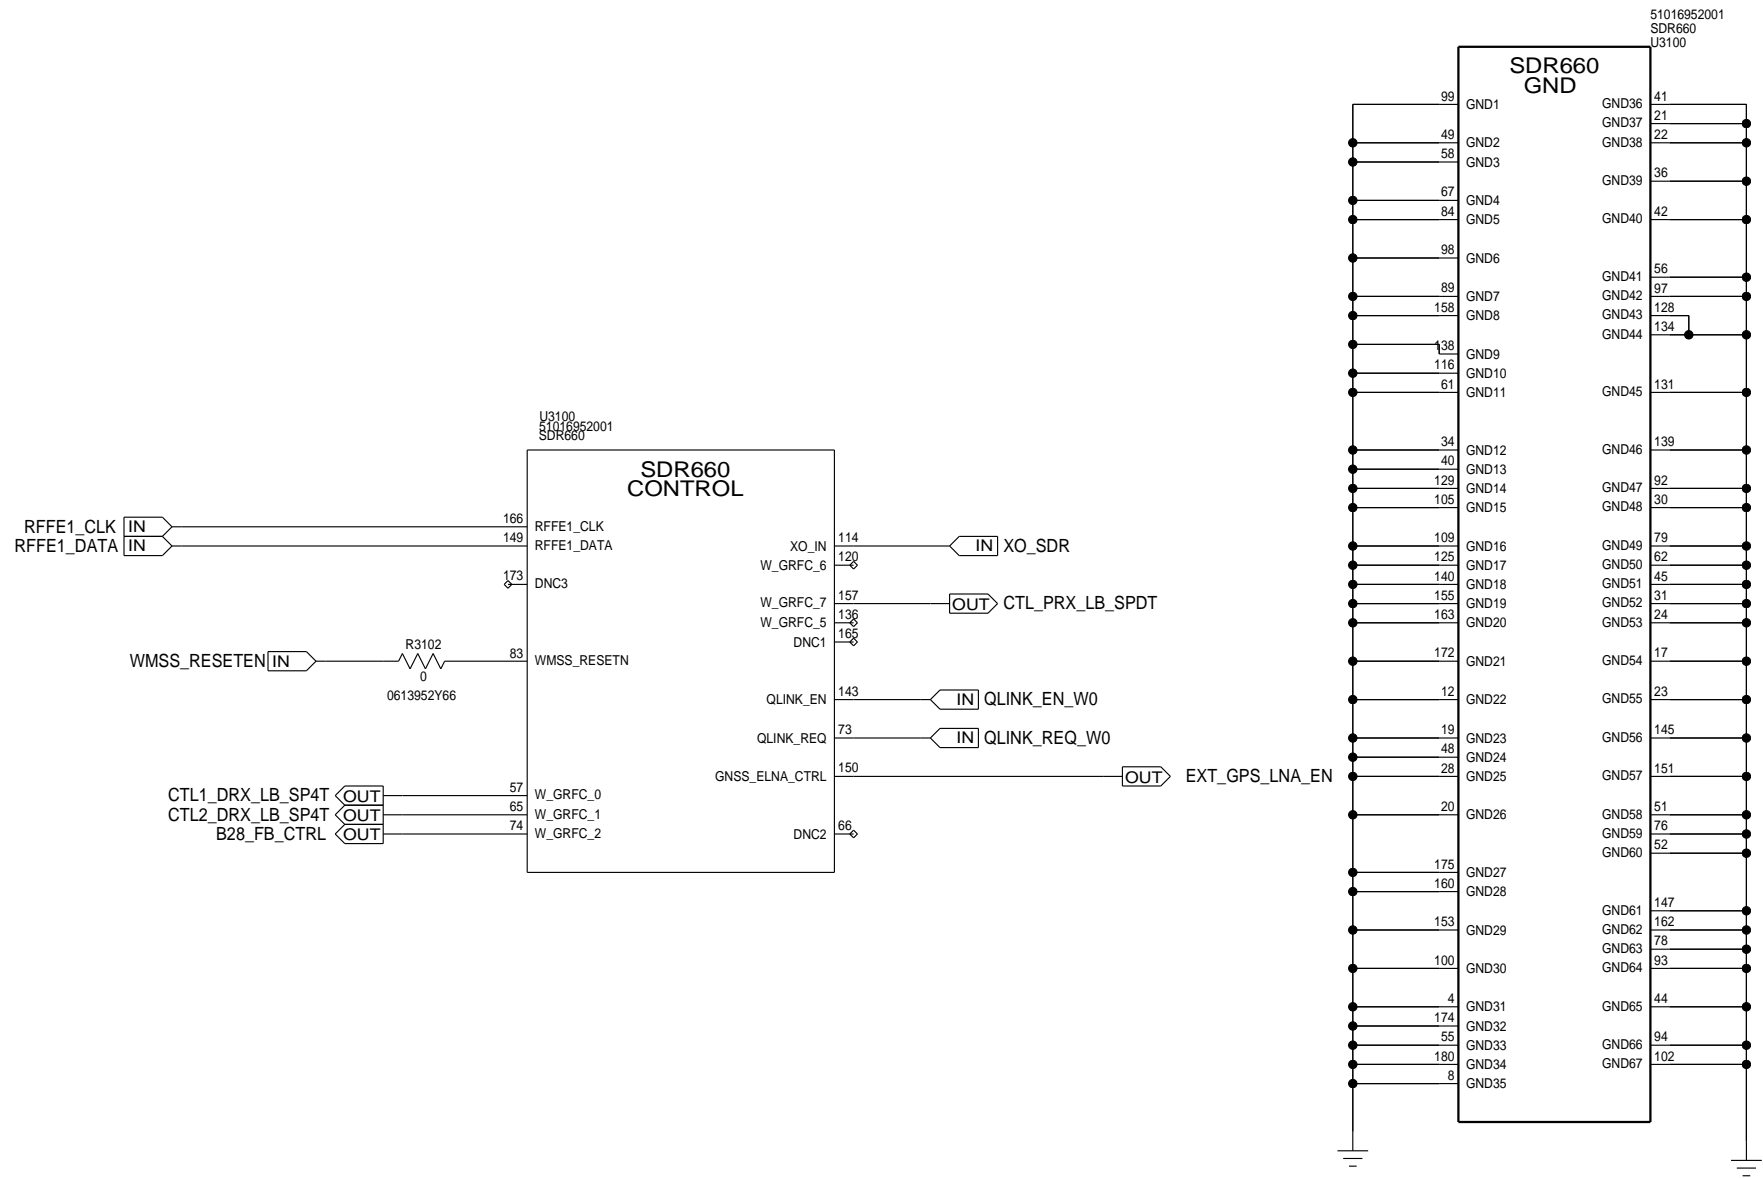 51016952001
SDR660
U3100
SDR660
GND
99 GND1 GND36 41
GND37 21
49 GND2 GND38 22
58 GND3
GND39 36
67 GND4
84 GND5 GND40 42
98 GND6
GND41 56
89 GND7 GND42 97
158 GND8 GND43 128
GND44 134
138 GND9
116 GND10
61 GND11 GND45 131
34 GND12 GND46 139
40 GND13
129 GND14 GND47 92
105 GND15 GND48 30
109 GND16 GND49 79
125 GND17 GND50 62
140 GND18 GND51 45
155 GND19 GND52 31
163 GND20 GND53 24
172 GND21 GND54 17
12 GND22 GND55 23
19 GND23 GND56 145
48 GND24
28 GND25 GND57 151
20 GND26 GND58 51
GND59 76
GND60 52
175 GND27
160 GND28
GND61 147
153 GND29 GND62 162
GND63 78
100 GND30 GND64 93
4 GND31 GND65 44
174 GND32
55 GND33 GND66 94
180 GND34 GND67 102
8 GND35
U3100
51016952001
SDR660
SDR660
CONTROL
RFFE1_CLK IN 166 RFFE1_CLK
RFFE1_DATA IN 149 RFFE1_DATA
173 DNC3
WMSS_RESETEN IN
R3102
0
0613952Y66
83 WMSS_RESETN
CTL1_DRX_LB_SP4T OUT 57 W_GRFC_0
CTL2_DRX_LB_SP4T OUT 65 W_GRFC_1
B28_FB_CTRL OUT 74 W_GRFC_2
XO_IN 114 IN XO_SDR
W_GRFC_6 120
W_GRFC_7 157 OUT CTL_PRX_LB_SPDT
W_GRFC_5 136
DNC1 165
QLINK_EN 143 IN QLINK_EN_W0
QLINK_REQ 73 IN QLINK_REQ_W0
GNSS_ELNA_CTRL 150 OUT EXT_GPS_LNA_EN
DNC2 66